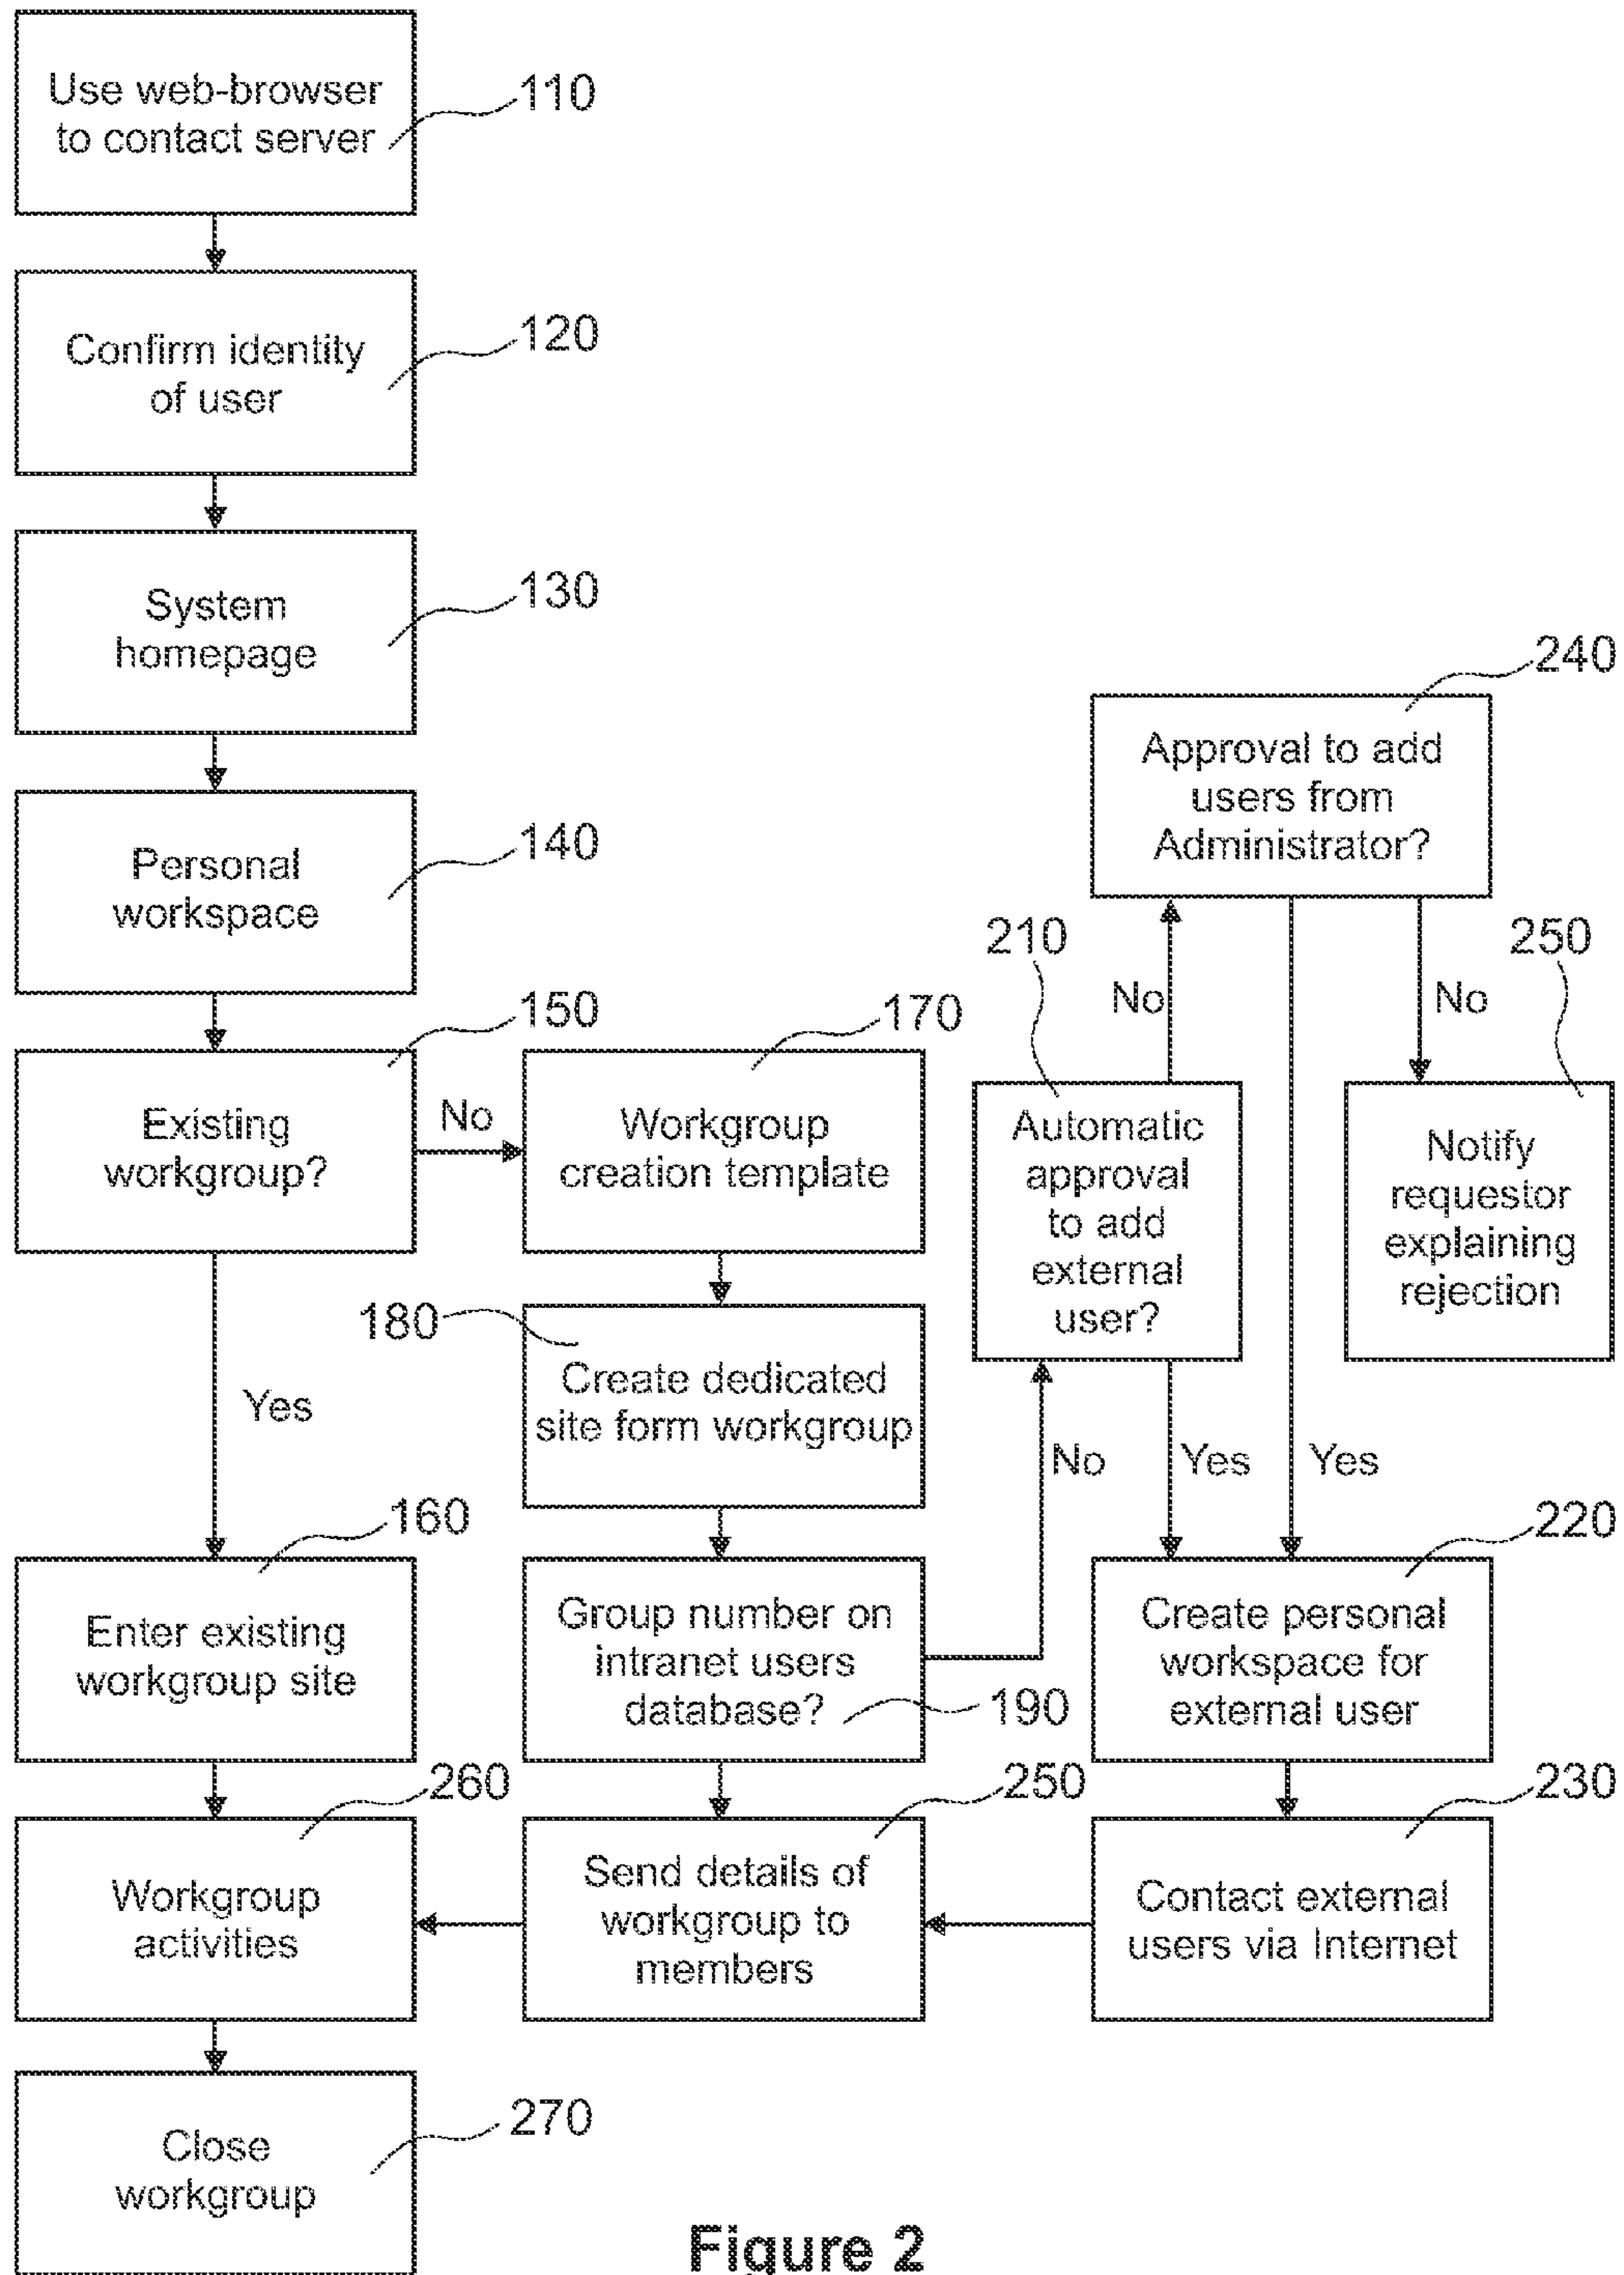 Use web-browser
to contact server
110
Confirm identity
of user
120
System
homepage
130
Personal
workspace
140
Existing
workgroup?
150
No
Yes
Workgroup
creation template
170
180
Create dedicated
site form workgroup
Group number on
intranet users
database?
190
No
210
Automatic
approval
to add
external
user?
No
Yes
240
Approval to add
users from
Administrator?
No
Yes
250
Notify
requestor
explaining
rejection
160
Enter existing
workgroup site
220
Create personal
workspace for
external user
260
Workgroup
activities
250
Send details of
workgroup to
members
230
Contact external
users via Internet
270
Close
workgroup
Figure 2